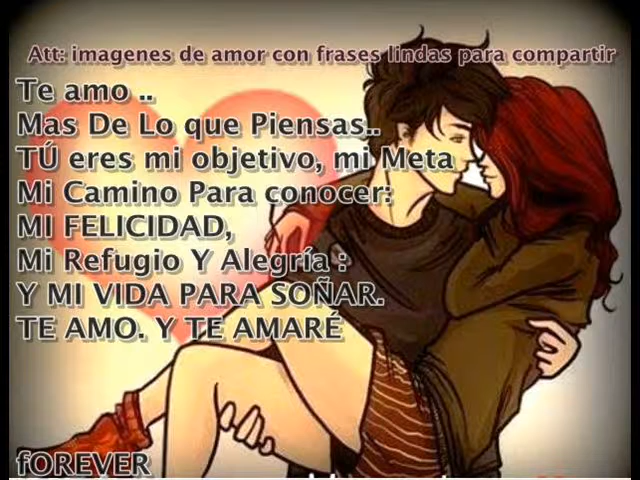 Att: imagenes de amor con frases lindas para compartir
Te amo ..
Mas De Lo que Piensas..
TÚ eres mi objetivo, mi Meta
Mi Camino Para conocer:
MI FELICIDAD,
Mi Refugio Y Alegría :
Y MI VIDA PARA SOÑAR.
TE AMO. Y TE AMARÉ
fOREVER